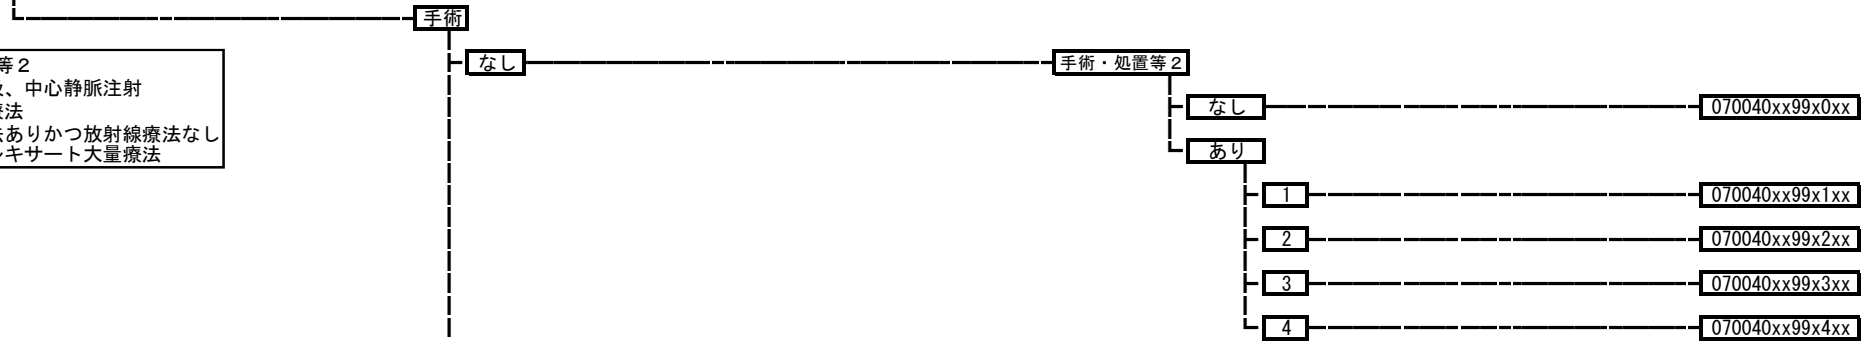 手術
なし
手術・処置等２
等２
、中心静脈注射
療法
法ありかつ放射線療法なし
キサート大量療法
なし
070040xx99x0xx
あり
1
070040xx99x1xx
2
070040xx99x2xx
3
070040xx99x3xx
4
070040xx99x4xx